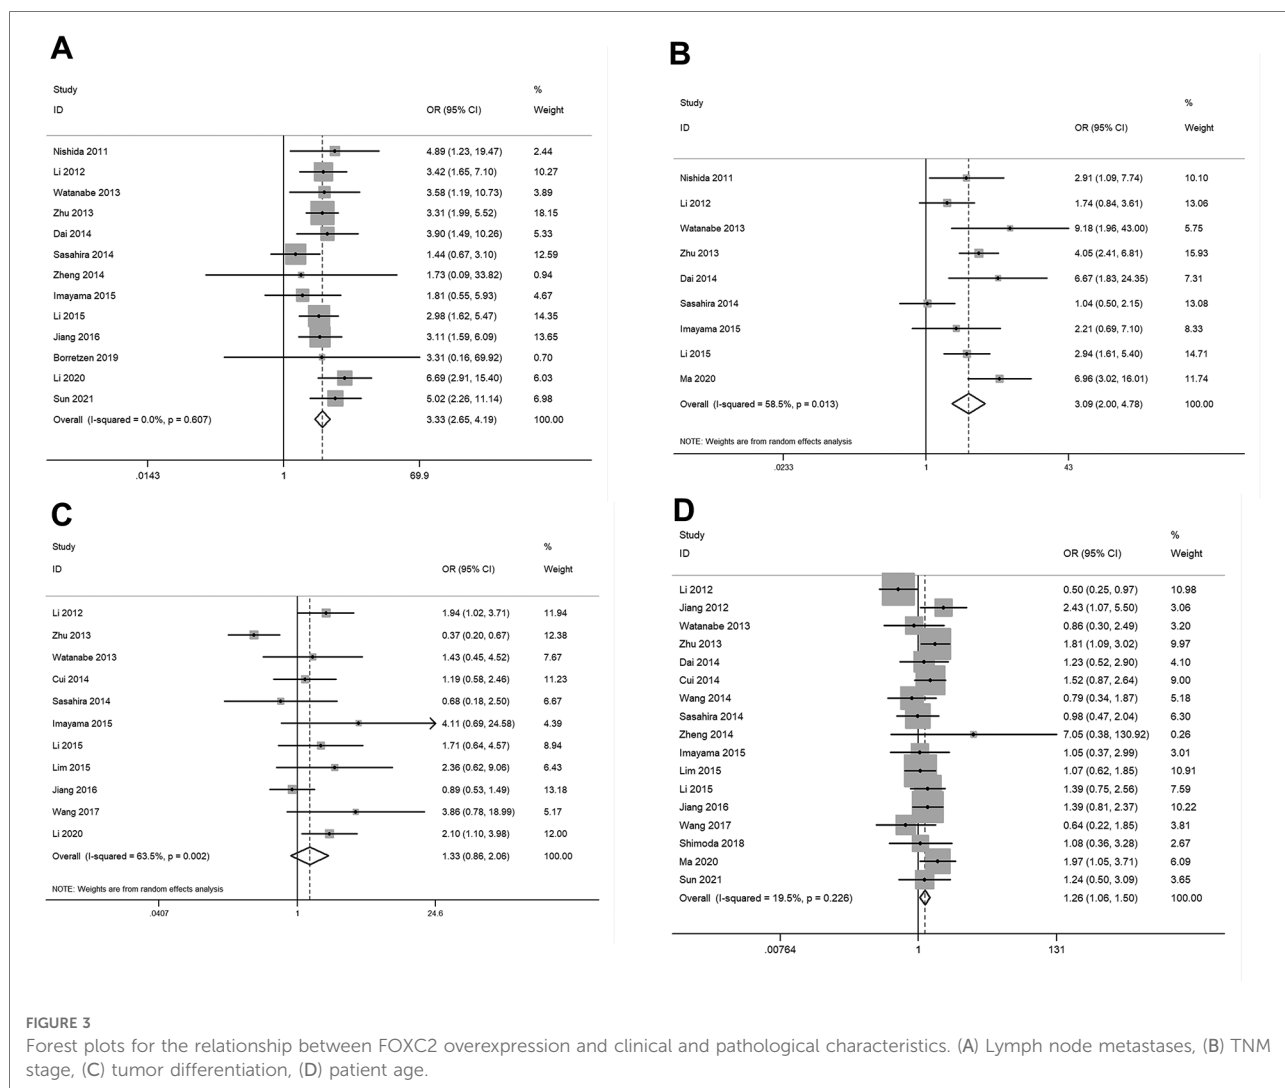 A
Study %
ID OR (95% CI) Weight
Nishida 2011 4.89 (1.23, 19.47) 2.44
Li 2012 3.42 (1.65, 7.10) 10.27
Watanabe 2013 3.58 (1.19, 10.73) 3.89
Zhu 2013 3.31 (1.99, 5.52) 18.15
Dai 2014 3.90 (1.49, 10.26) 5.33
Sasahira 2014 1.44 (0.67, 3.10) 12.59
Zheng 2014 1.73 (0.09, 33.82) 0.94
Imayama 2015 1.81 (0.55, 5.93) 4.67
Li 2015 2.98 (1.62, 5.47) 14.35
Jiang 2016 3.11 (1.59, 6.09) 13.65
Borretzen 2019 3.31 (0.16, 69.92) 0.70
Li 2020 6.69 (2.91, 15.40) 6.03
Sun 2021 5.02 (2.26, 11.14) 6.98
Overall (I-squared = 0.0%, p = 0.607) 3.33 (2.65, 4.19) 100.00
.0143 1 69.9
B
Study %
ID OR (95% CI) Weight
Nishida 2011 2.91 (1.09, 7.74) 10.10
Li 2012 1.74 (0.84, 3.61) 13.06
Watanabe 2013 9.18 (1.96, 43.00) 5.75
Zhu 2013 4.05 (2.41, 6.81) 15.93
Dai 2014 6.67 (1.83, 24.35) 7.31
Sasahira 2014 1.04 (0.50, 2.15) 13.08
Imayama 2015 2.21 (0.69, 7.10) 8.33
Li 2015 2.94 (1.61, 5.40) 14.71
Ma 2020 6.96 (3.02, 16.01) 11.74
Overall (I-squared = 58.5%, p = 0.013) 3.09 (2.00, 4.78) 100.00
NOTE: Weights are from random effects analysis
.0233 1 43
C
Study %
ID OR (95% CI) Weight
Li 2012 1.94 (1.02, 3.71) 11.94
Zhu 2013 0.37 (0.20, 0.67) 12.38
Watanabe 2013 1.43 (0.45, 4.52) 7.67
Cui 2014 1.19 (0.58, 2.46) 11.23
Sasahira 2014 0.68 (0.18, 2.50) 6.67
Imayama 2015 4.11 (0.69, 24.58) 4.39
Li 2015 1.71 (0.64, 4.57) 8.94
Lim 2015 2.36 (0.62, 9.06) 6.43
Jiang 2016 0.89 (0.53, 1.49) 13.18
Wang 2017 3.86 (0.78, 18.99) 5.17
Li 2020 2.10 (1.10, 3.98) 12.00
Overall (I-squared = 63.5%, p = 0.002) 1.33 (0.86, 2.06) 100.00
NOTE: Weights are from random effects analysis
.0407 1 24.6
D
Study %
ID OR (95% CI) Weight
Li 2012 0.50 (0.25, 0.97) 10.98
Jiang 2012 2.43 (1.07, 5.50) 3.06
Watanabe 2013 0.86 (0.30, 2.49) 3.20
Zhu 2013 1.81 (1.09, 3.02) 9.97
Dai 2014 1.23 (0.52, 2.90) 4.10
Cui 2014 1.52 (0.87, 2.64) 9.00
Wang 2014 0.79 (0.34, 1.87) 5.18
Sasahira 2014 0.98 (0.47, 2.04) 6.30
Zheng 2014 7.05 (0.38, 130.92) 0.26
Imayama 2015 1.05 (0.37, 2.99) 3.01
Lim 2015 1.07 (0.62, 1.85) 10.91
Li 2015 1.39 (0.75, 2.56) 7.59
Jiang 2016 1.39 (0.81, 2.37) 10.22
Wang 2017 0.64 (0.22, 1.85) 3.81
Shimoda 2018 1.08 (0.36, 3.28) 2.67
Ma 2020 1.97 (1.05, 3.71) 6.09
Sun 2021 1.24 (0.50, 3.09) 3.65
Overall (I-squared = 19.5%, p = 0.226) 1.26 (1.06, 1.50) 100.00
.00764 1 131
FIGURE 3
Forest plots for the relationship between FOXC2 overexpression and clinical and pathological characteristics. (A) Lymph node metastases, (B) TNM
stage, (C) tumor differentiation, (D) patient age.